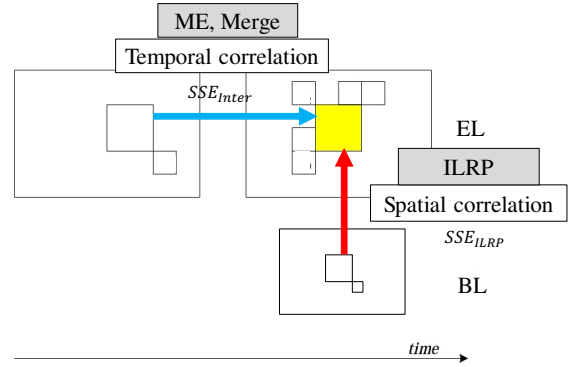 ME, Merge
Temporal correlation
SSE_Inter
EL
ILRP
Spatial correlation
SSE_ILRP
BL
time